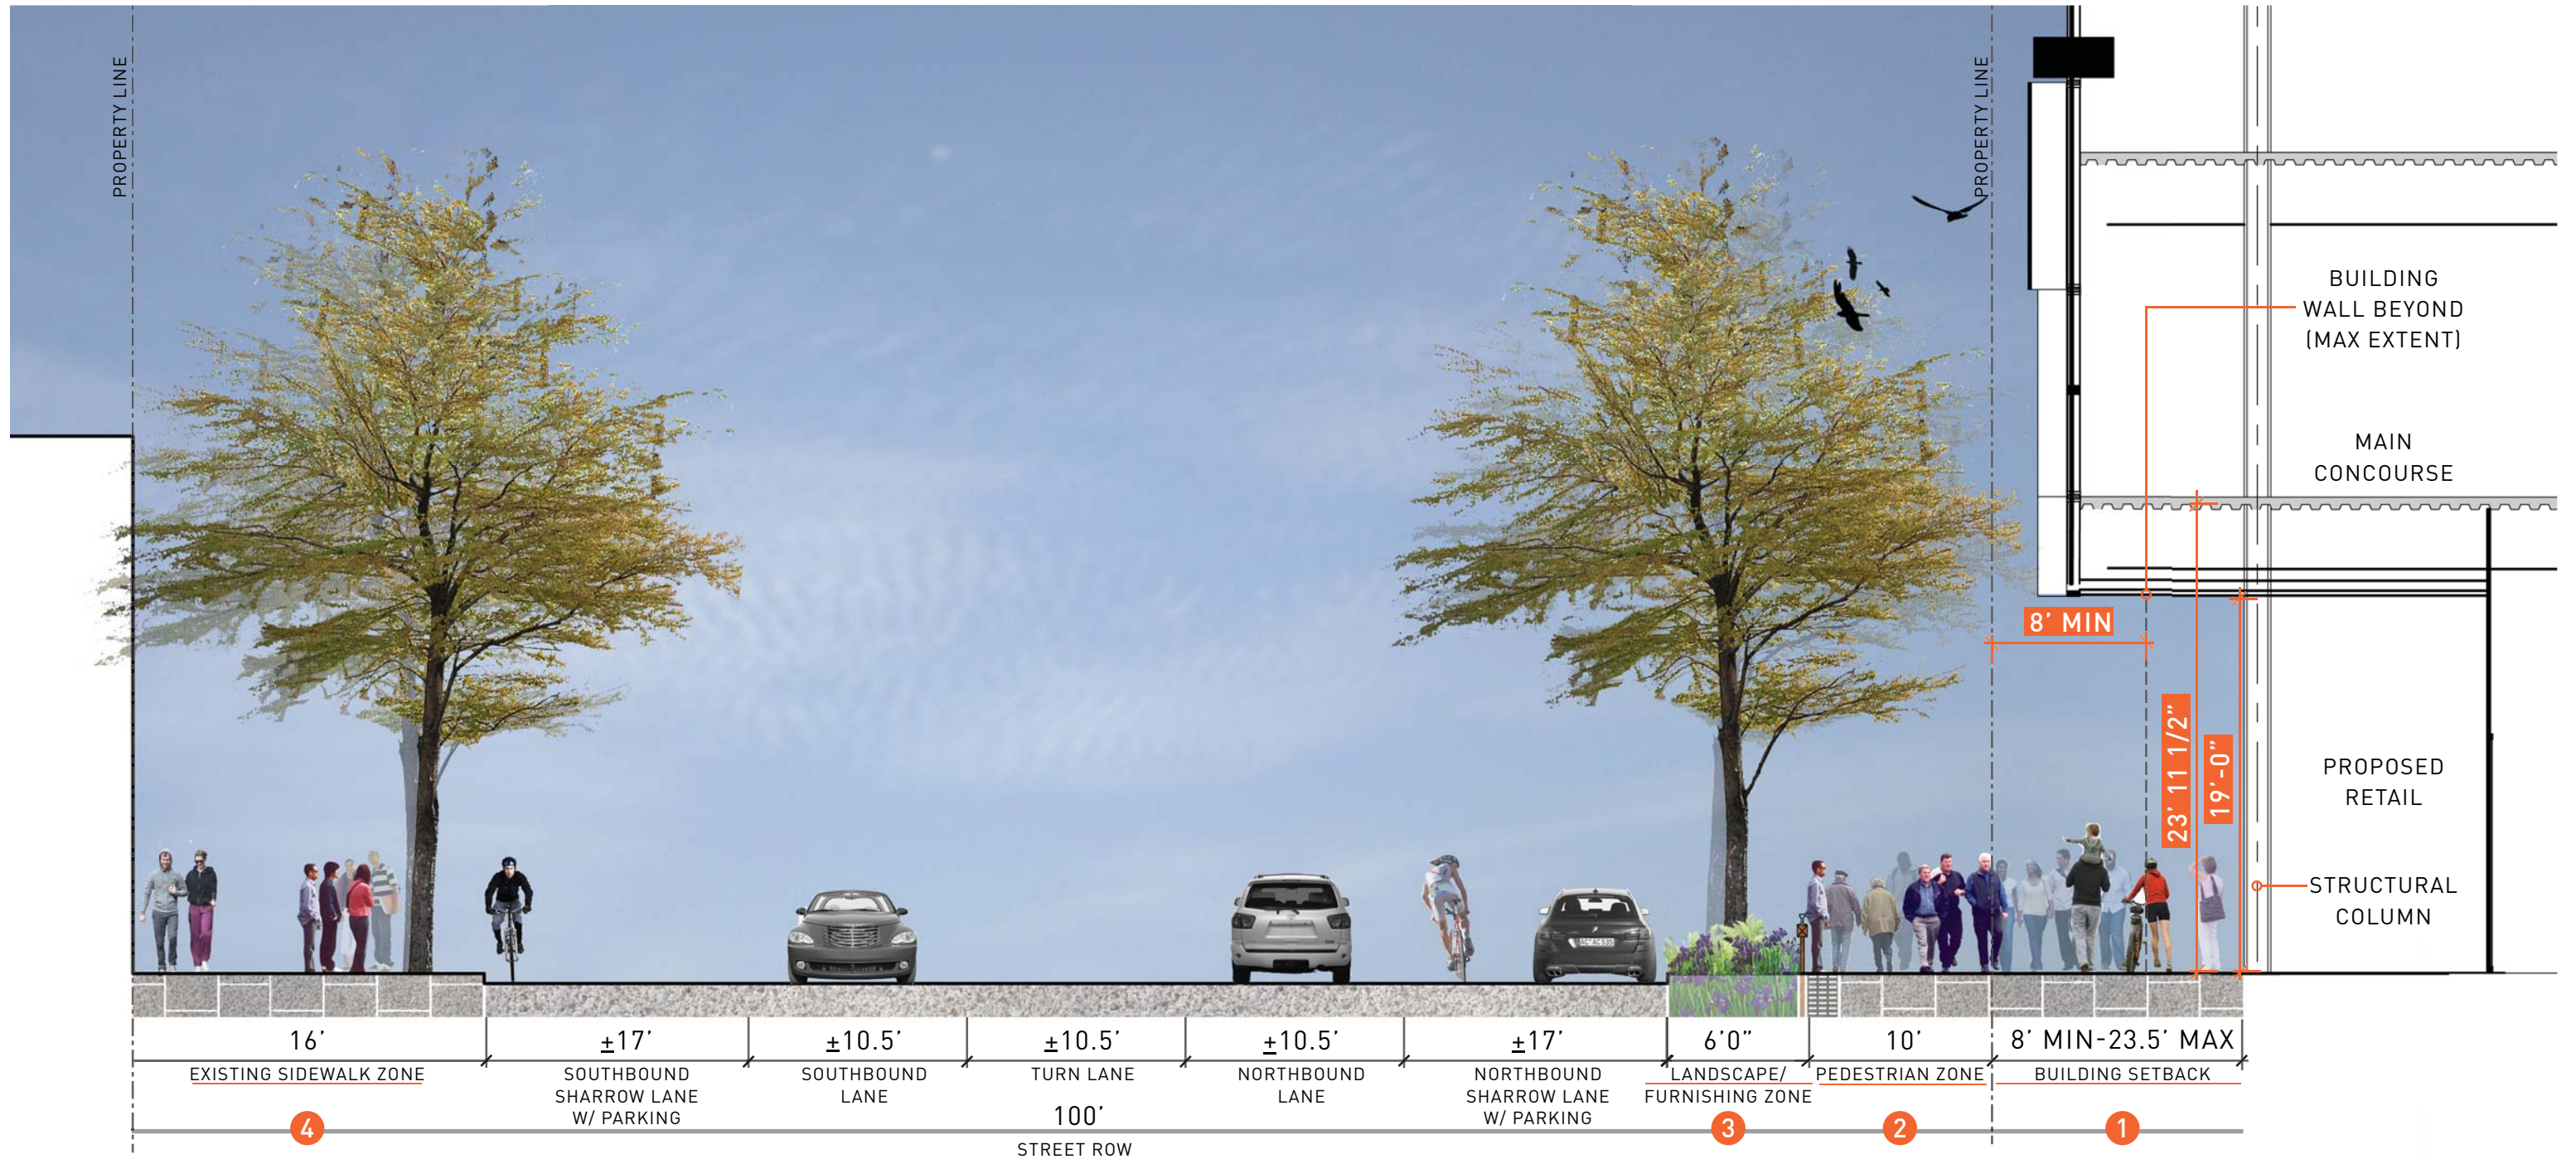 PROPERTY LINE
PROPERTY LINE
BUILDING
WALL BEYOND
(MAX EXTENT)
MAIN
CONCOURSE
8’ MIN
23’ 11 1/2”
19’-0”
PROPOSED
RETAIL
STRUCTURAL
COLUMN
16’
±17’
±10.5’
±10.5’
±10.5’
±17’
6’0”
10’
8’ MIN-23.5’ MAX
EXISTING SIDEWALK ZONE
SOUTHBOUND
SHARROW LANE
W/ PARKING
SOUTHBOUND
LANE
TURN LANE
NORTHBOUND
LANE
NORTHBOUND
SHARROW LANE
W/ PARKING
LANDSCAPE/
FURNISHING ZONE
PEDESTRIAN ZONE
BUILDING SETBACK
100’
STREET ROW
4
3
2
1